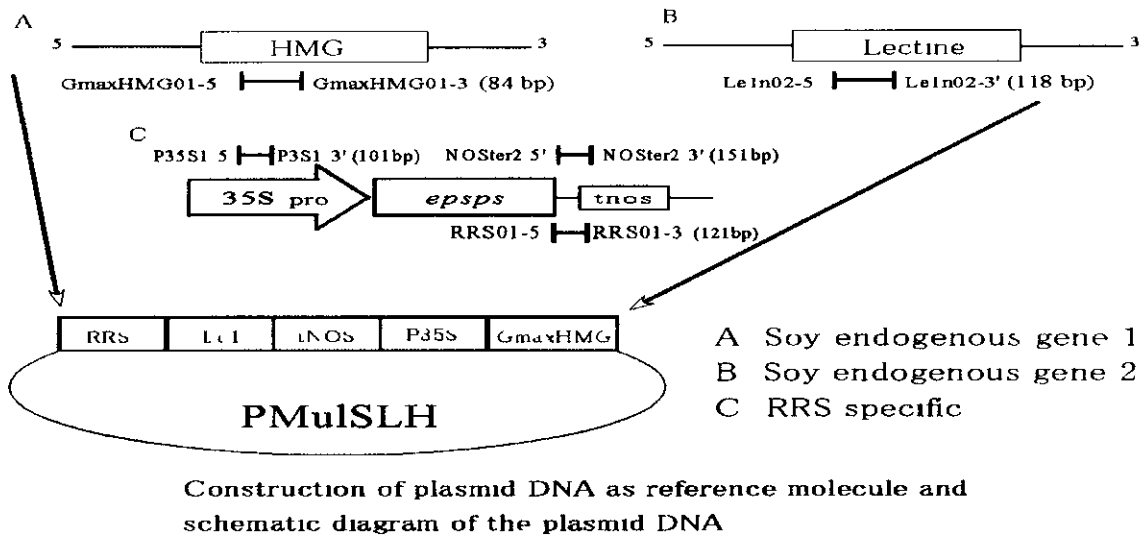 A
5 HMG 3
GmaxHMG01-5 GmaxHMG01-3 (84 bp)
B
5 Lectine 3
Le1n02-5 Le1n02-3' (118 bp)
C
P35S1 5 P3S1 3' (101bp)
NOSter2 5' NOSter2 3' (151bp)
35S pro epsps tnos
RRS01-5 RRS01-3 (121bp)
RRS Le1 tNOS P35S GmaxHMG
PMulSLH
A Soy endogenous gene 1
B Soy endogenous gene 2
C RRS specific
Construction of plasmid DNA as reference molecule and
schematic diagram of the plasmid DNA